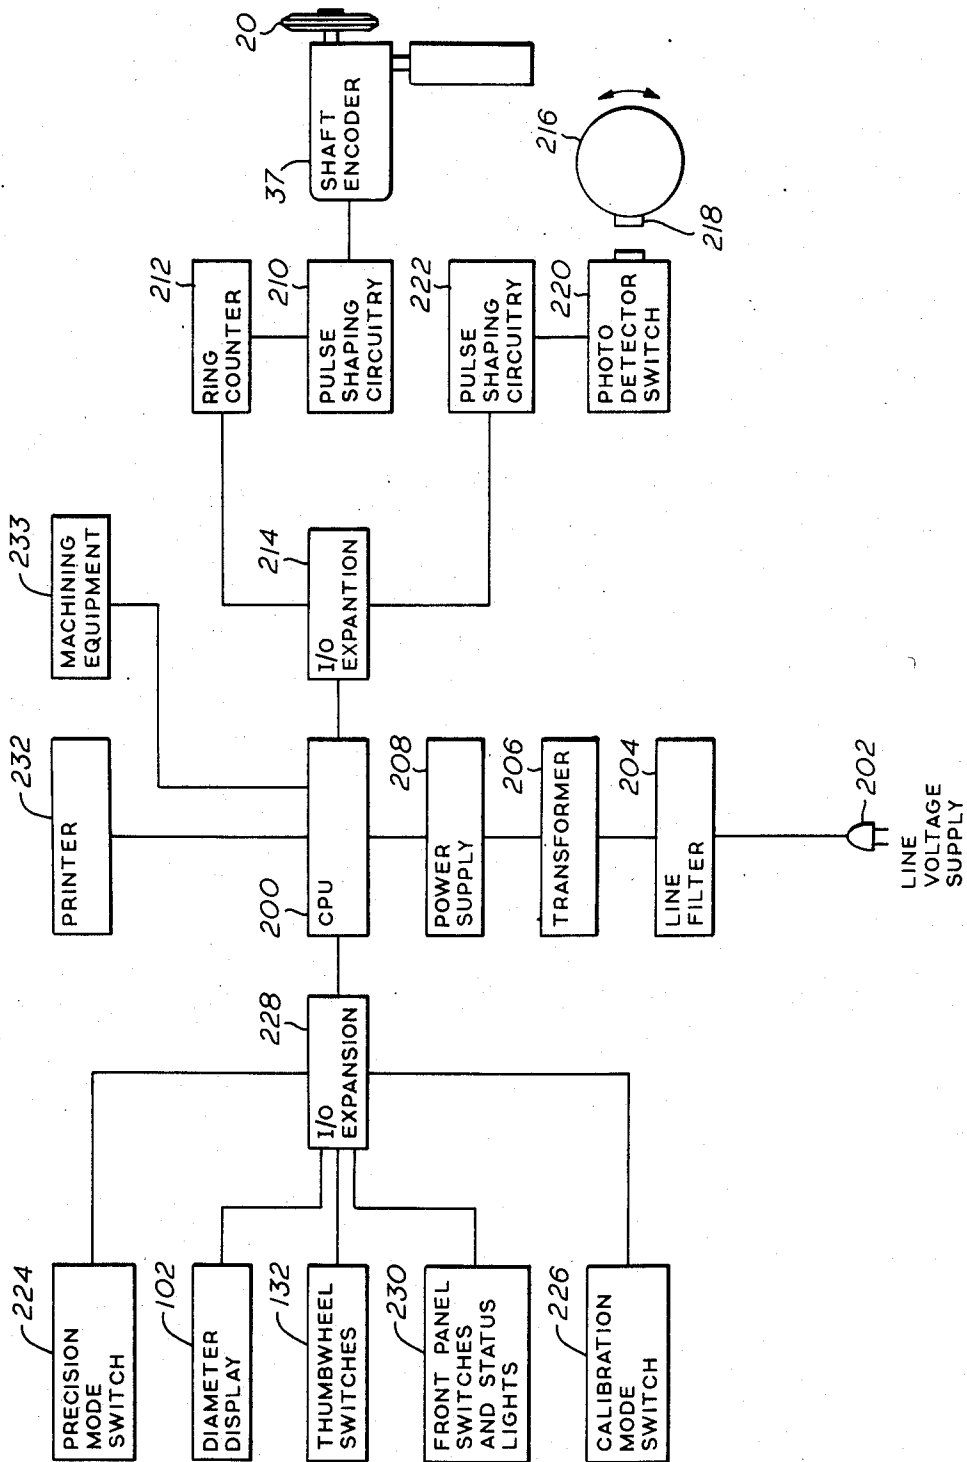 224
PRECISION
MODE
SWITCH
102
DIAMETER
DISPLAY
132
THUMBWHEEL
SWITCHES
230
FRONT PANEL
SWITCHES
AND STATUS
LIGHTS
226
CALIBRATION
MODE
SWITCH
228
I/O
EXPANSION
232
PRINTER
233
MACHINING
EQUIPMENT
200
CPU
208
POWER
SUPPLY
206
TRANSFORMER
204
LINE
FILTER
202
LINE
VOLTAGE
SUPPLY
214
I/O
EXPANTION
212
RING
COUNTER
210
PULSE
SHAPING
CIRCUITRY
222
PULSE
SHAPING
CIRCUITRY
220
PHOTO
DETECTOR
SWITCH
37
SHAFT
ENCODER
20
216
218